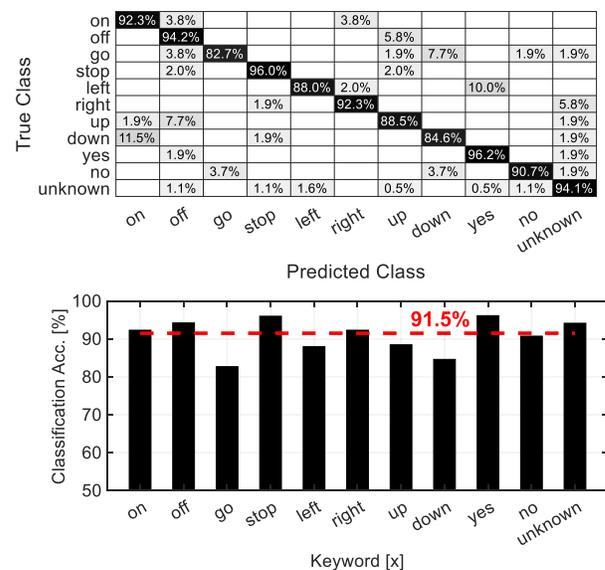 True Class
on 92.3% 3.8% 3.8%
off 94.2% 5.8%
go 3.8% 82.7% 1.9% 7.7% 1.9% 1.9%
stop 2.0% 96.0% 2.0%
left 88.0% 2.0% 10.0%
right 1.9% 92.3% 5.8%
up 1.9% 7.7% 88.5% 1.9%
down 11.5% 1.9% 84.6% 1.9%
yes 1.9% 96.2% 1.9%
no 3.7% 3.7% 90.7% 1.9%
unknown 1.1% 1.1% 1.6% 0.5% 0.5% 1.1% 94.1%
on off go stop left right up down yes no unknown
Predicted Class
Classification Acc. [%]
100
90
80
70
60
50
91.5%
on off go stop left right up down yes no unknown
Keyword [x]